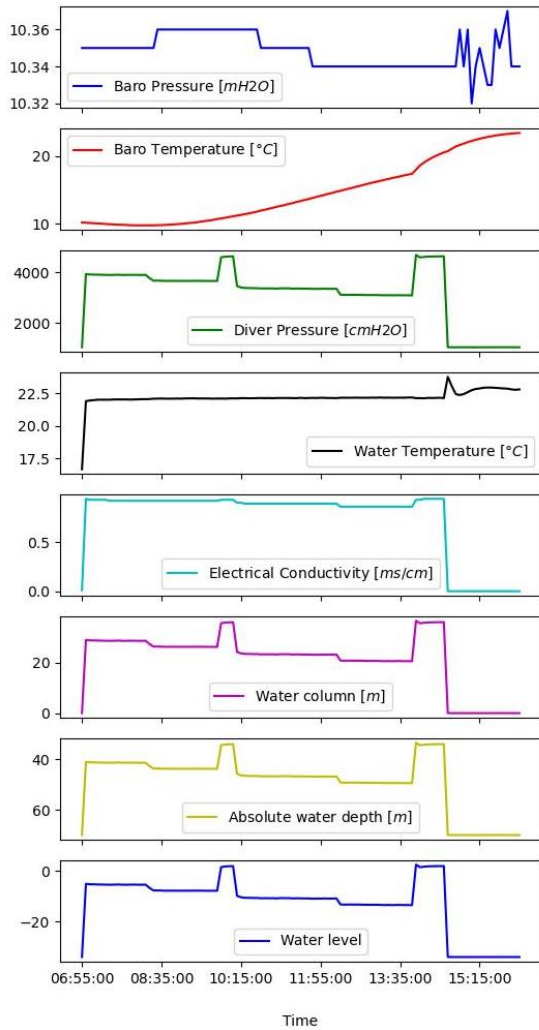 10.36
10.34
10.32
Baro Pressure [mH2O]
20
10
Baro Temperature [°C]
4000
2000
Diver Pressure [cmH2O]
22.5
20.0
17.5
Water Temperature [°C]
0.5
0.0
Electrical Conductivity [ms/cm]
20
0
Water column [m]
40
60
Absolute water depth [m]
0
−20
Water level
06:55:00 08:35:00 10:15:00 11:55:00 13:35:00 15:15:00
Time